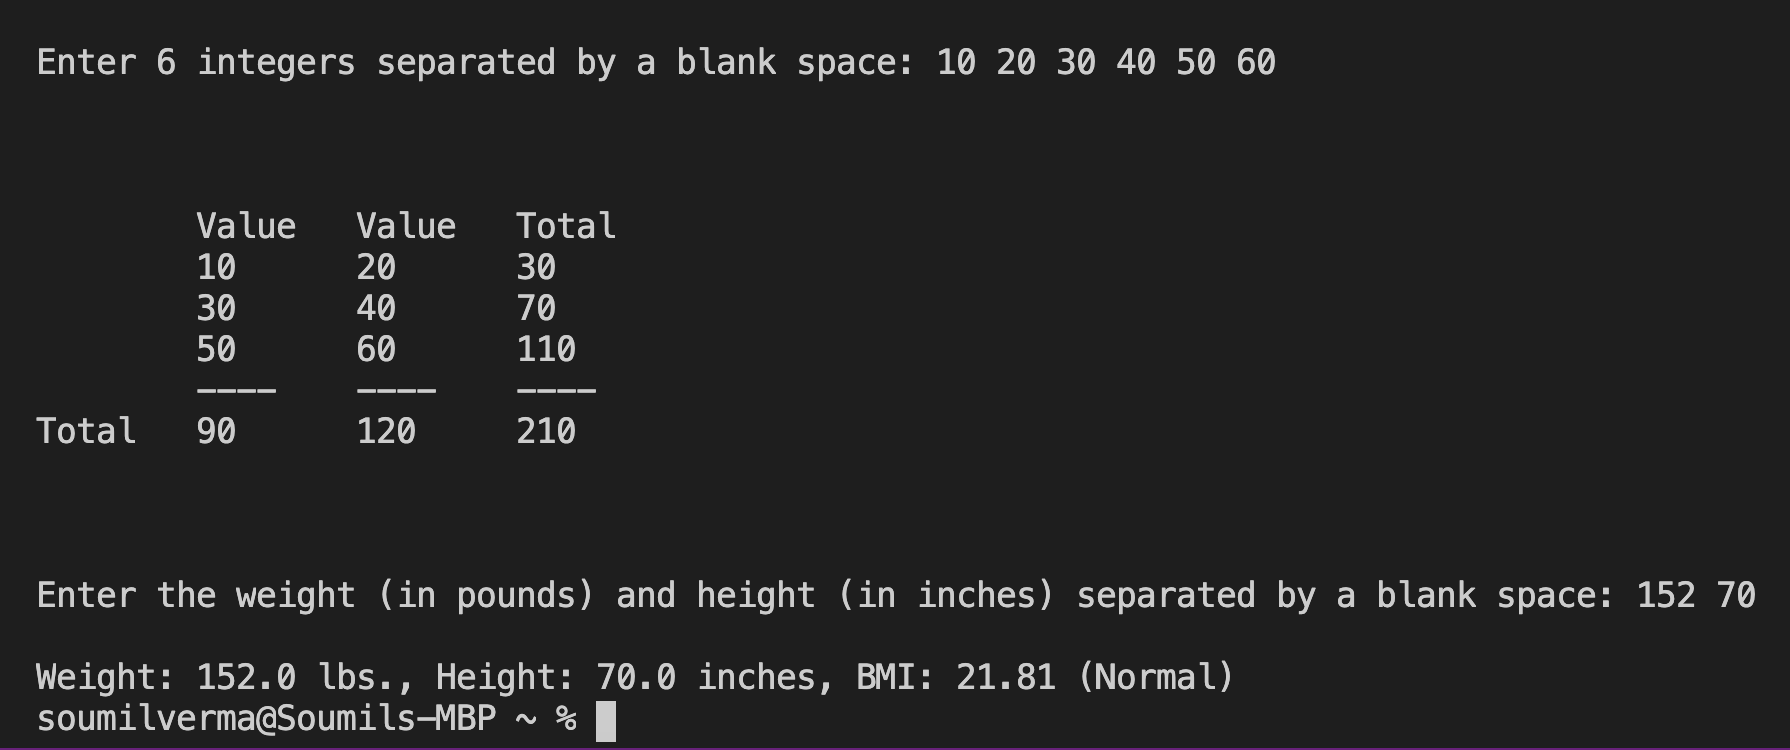 Enter 6 integers separated by a blank space: 10 20 30 40 50 60
Value Value Total
10 20 30
30 40 70
50 60 110
---- ---- ----
Total 90 120 210
Enter the weight (in pounds) and height (in inches) separated by a blank space: 152 70
Weight: 152.0 lbs., Height: 70.0 inches, BMI: 21.81 (Normal)
soumilverma@Soumils-MBP ~ %